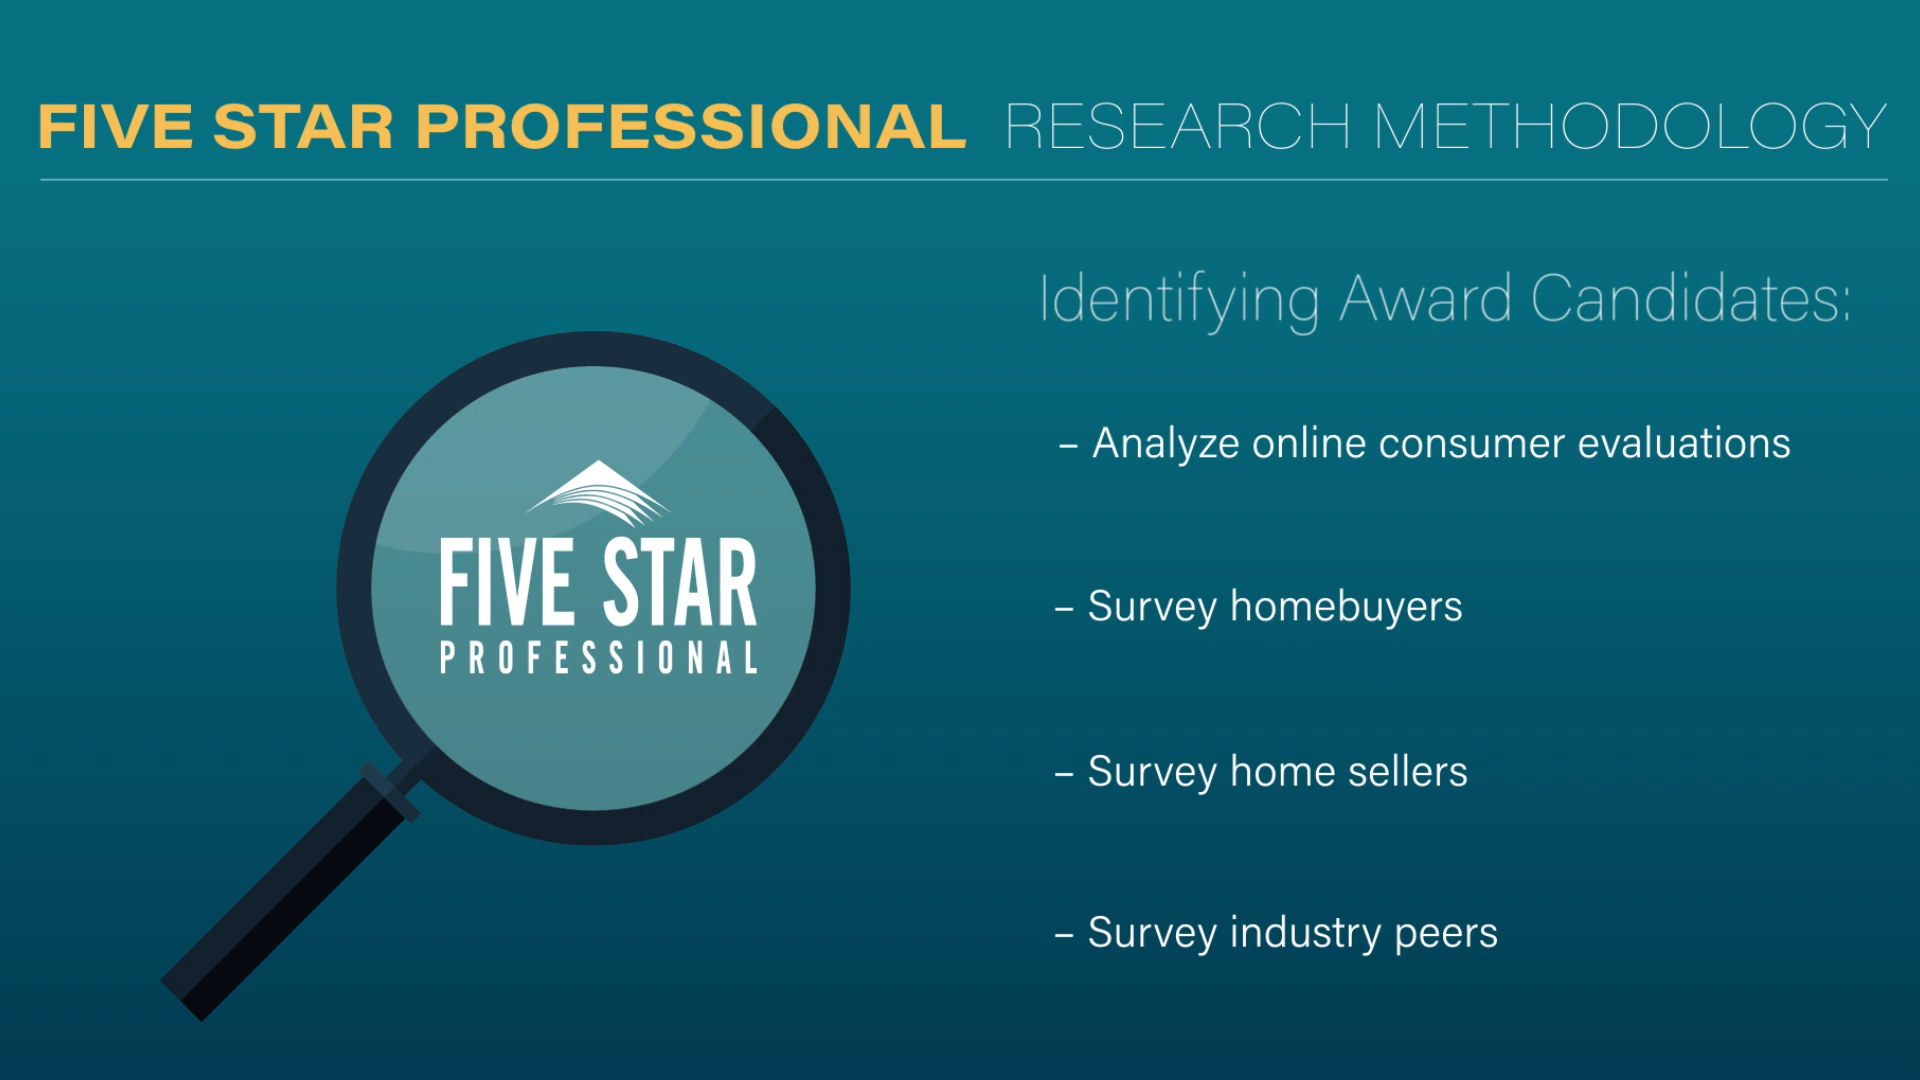 FIVE STAR PROFESSIONAL RESEARCH METHODOLOGY
FIVE STAR
PROFESSIONAL
Identifying Award Candidates:
– Analyze online consumer evaluations
– Survey homebuyers
– Survey home sellers
– Survey industry peers